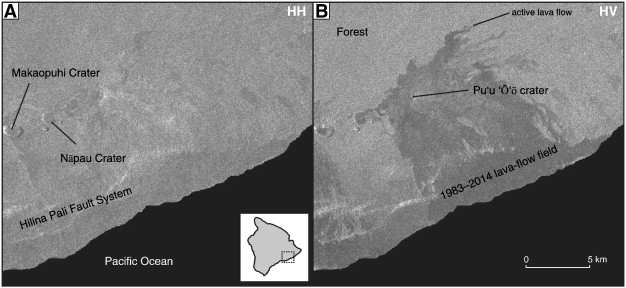 A
HH
Makaopuhi Crater
Nāpau Crater
Hilina Pali Fault System
Pacific Ocean
B
HV
active lava flow
Forest
Pu'u 'Ō'ō crater
1983–2014 lava-flow field
0 5 km